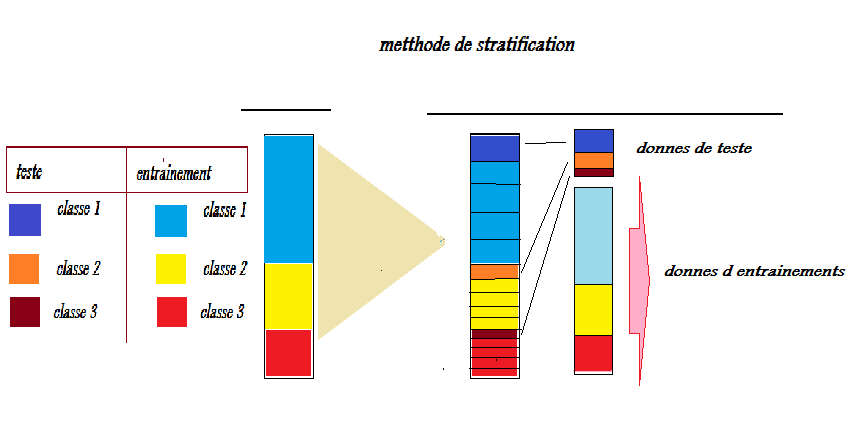 metthode de stratification
teste
entrainement
classe 1
classe 1
classe 2
classe 2
classe 3
classe 3
donnes de teste
donnes d entrainements